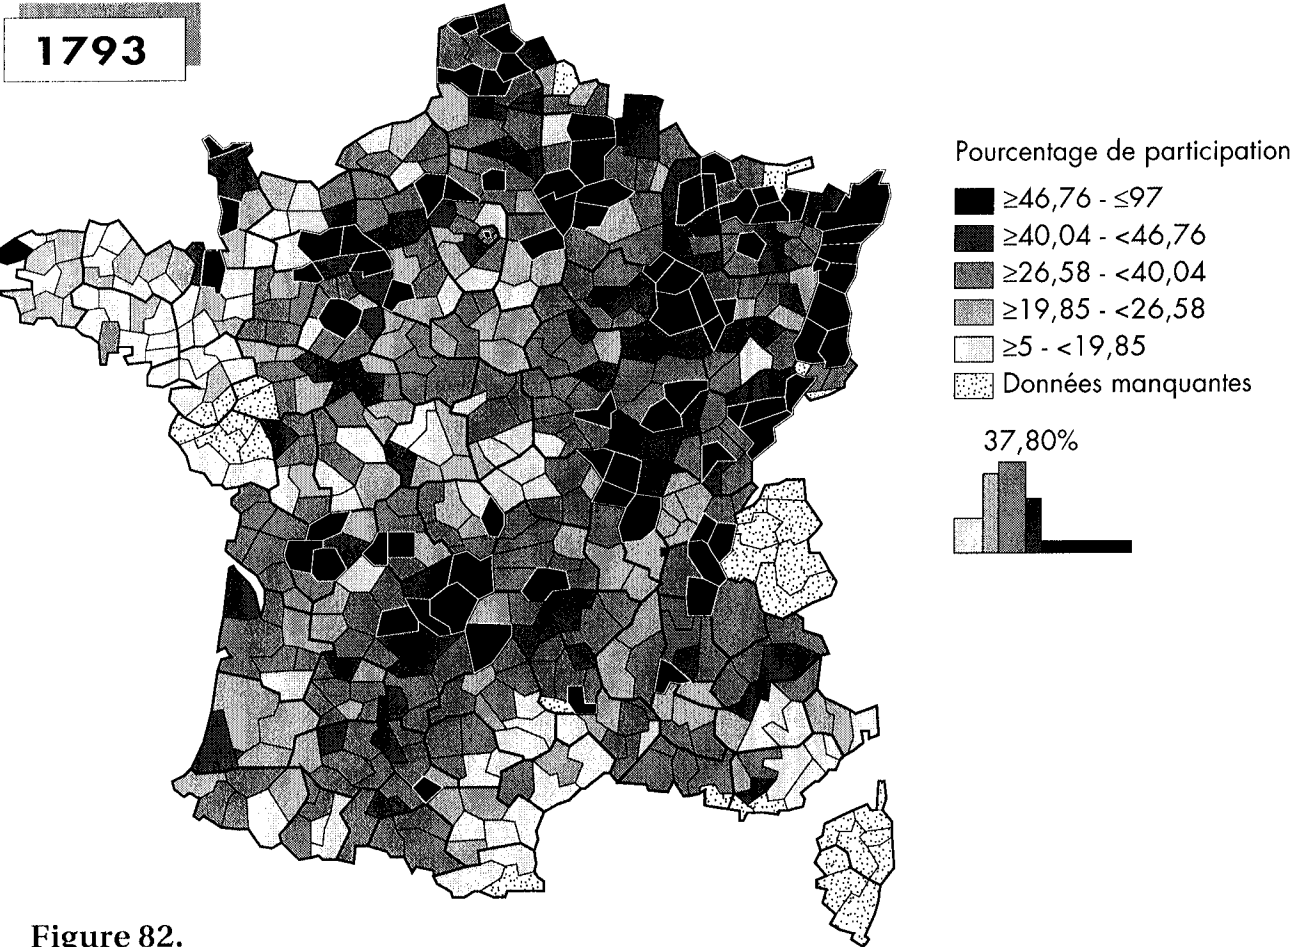 1793
Pourcentage de participation
≥46,76 - ≤97
≥40,04 - <46,76
≥26,58 - <40,04
≥19,85 - <26,58
≥5 - <19,85
Données manquantes
37,80%
Figure 82.